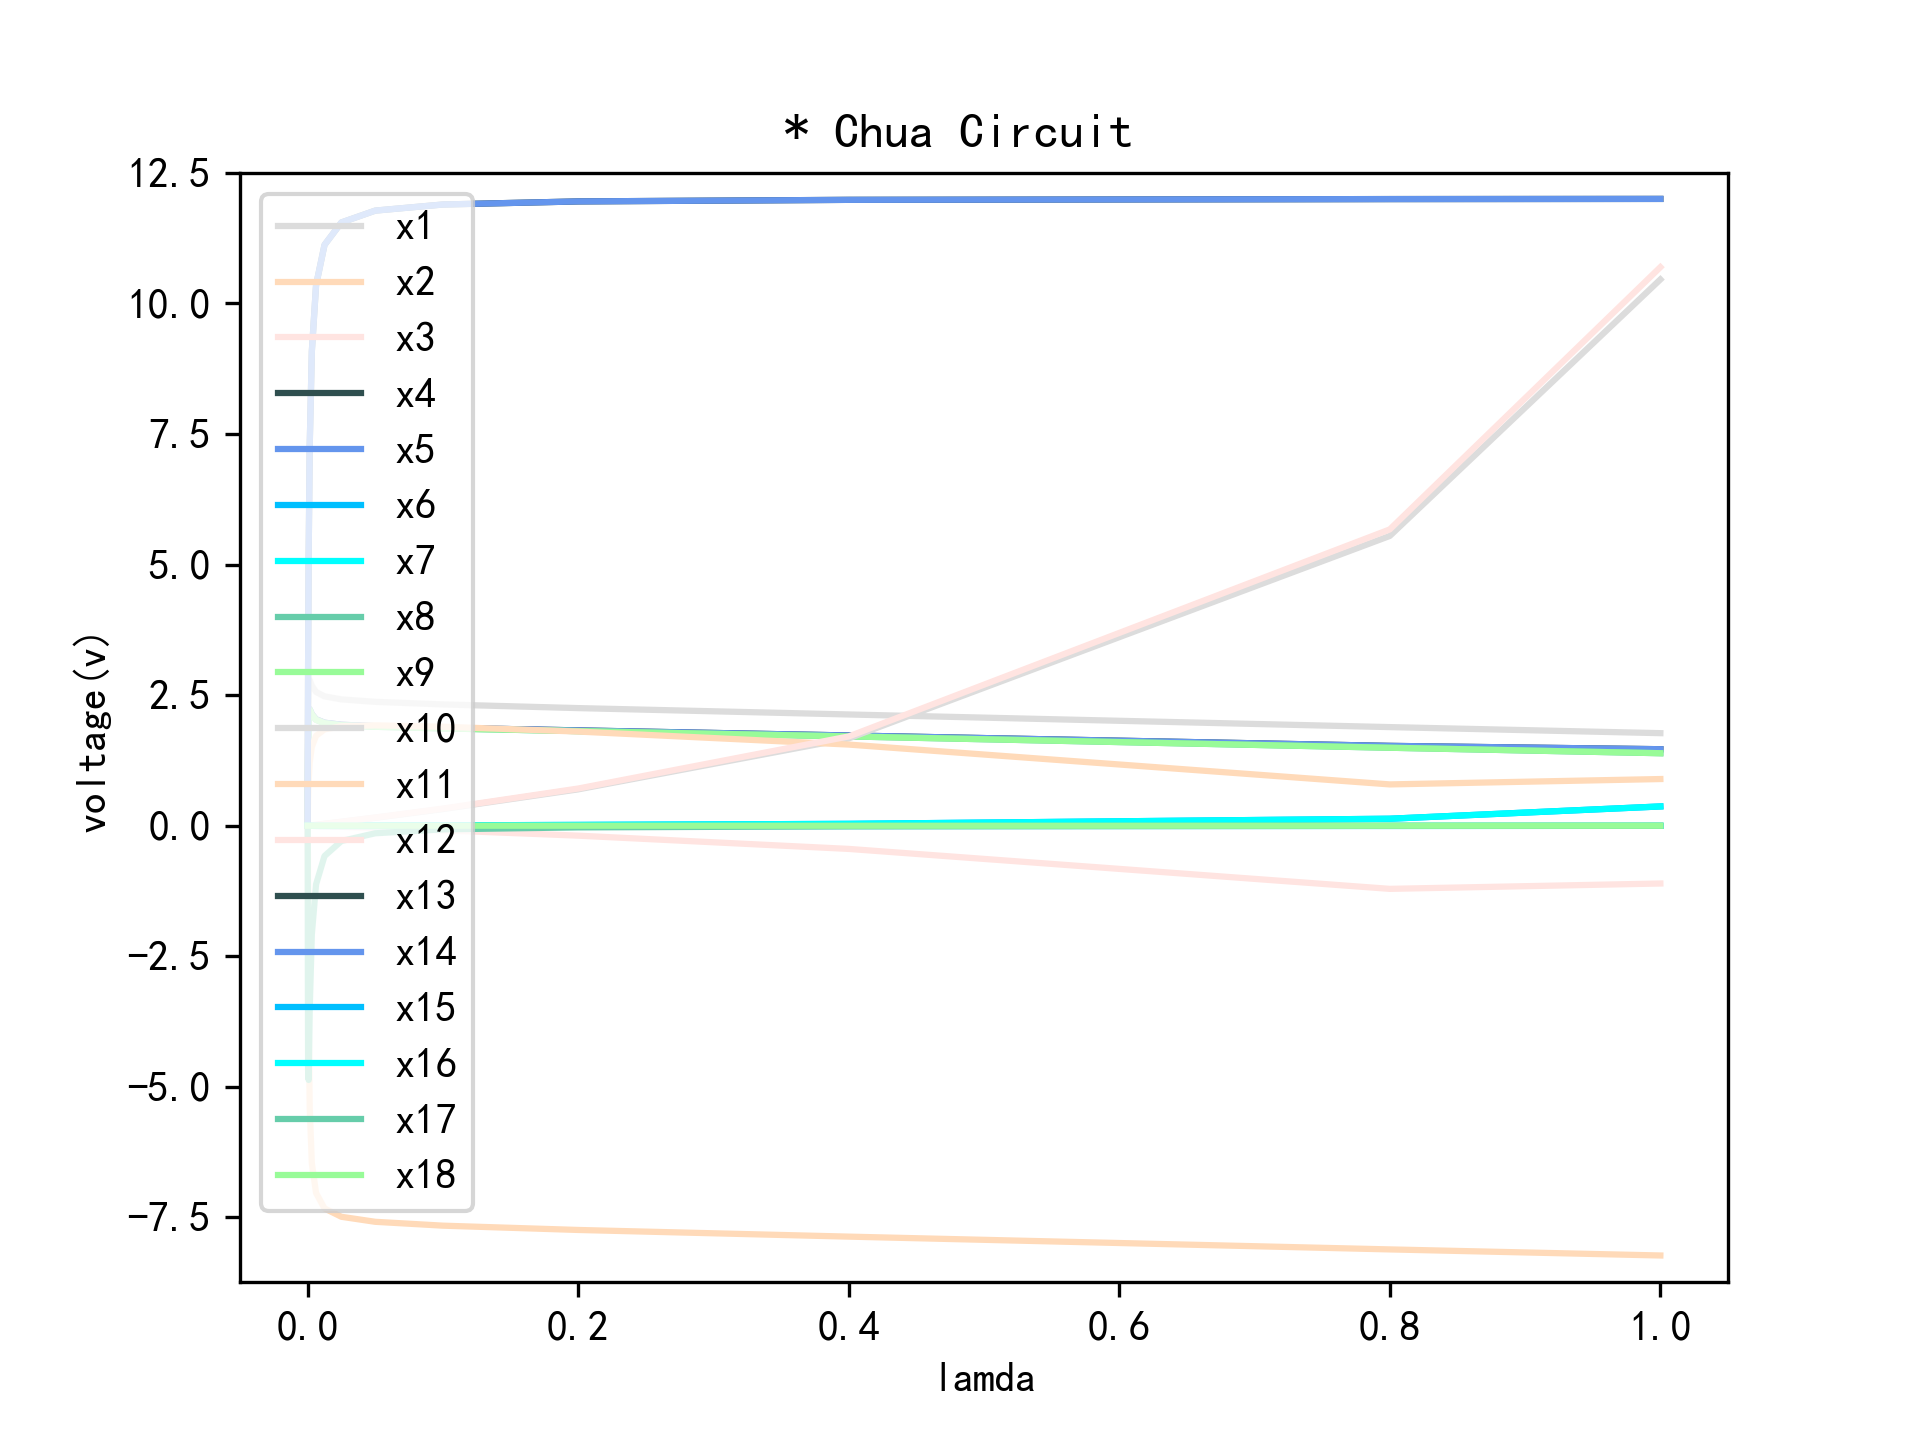 * Chua Circuit
12.5
10.0
7.5
5.0
2.5
0.0
−2.5
−5.0
−7.5
voltage(v)
x1
x2
x3
x4
x5
x6
x7
x8
x9
x10
x11
x12
x13
x14
x15
x16
x17
x18
0.0 0.2 0.4 0.6 0.8 1.0
lamda